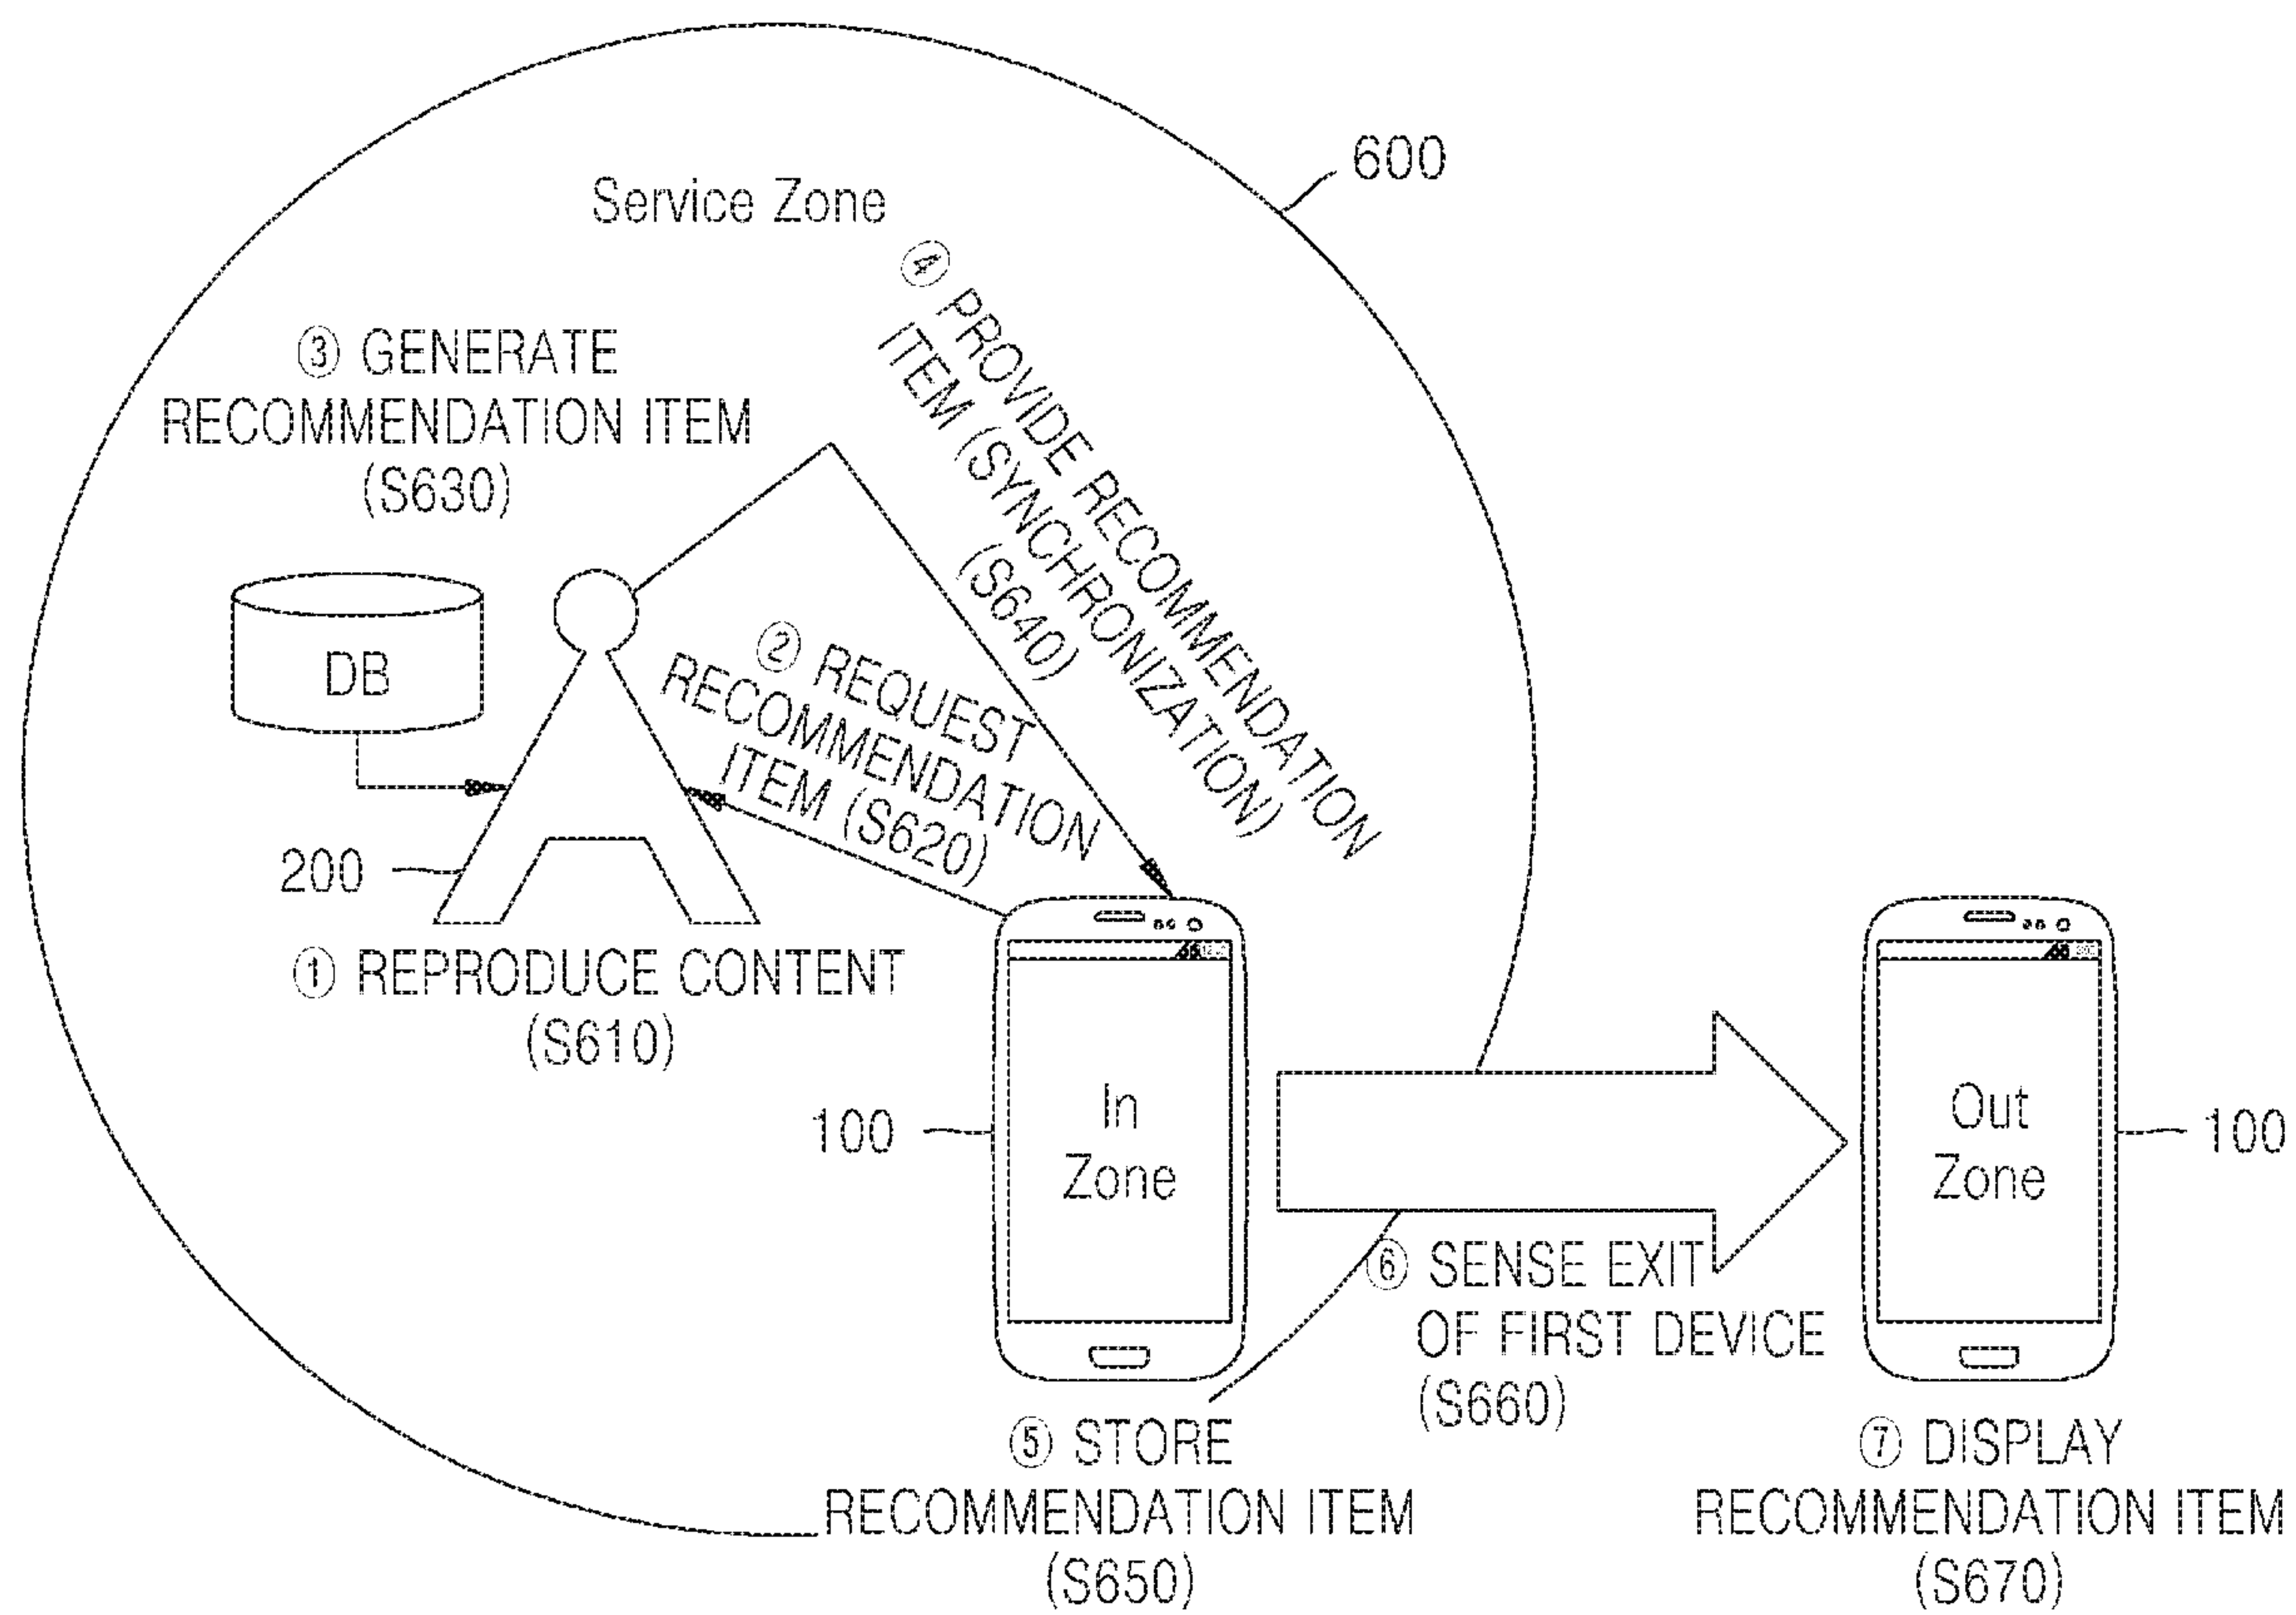 600
Service Zone
④ PROVIDE RECOMMENDATION
ITEM (SYNCHRONIZATION)
(S640)
③ GENERATE
RECOMMENDATION ITEM
(S630)
DB
② REQUEST
RECOMMENDATION
ITEM (S620)
200
① REPRODUCE CONTENT
(S610)
100
In
Zone
Out
Zone
100
⑥ SENSE EXIT
OF FIRST DEVICE
(S660)
⑤ STORE
RECOMMENDATION ITEM
(S650)
⑦ DISPLAY
RECOMMENDATION ITEM
(S670)